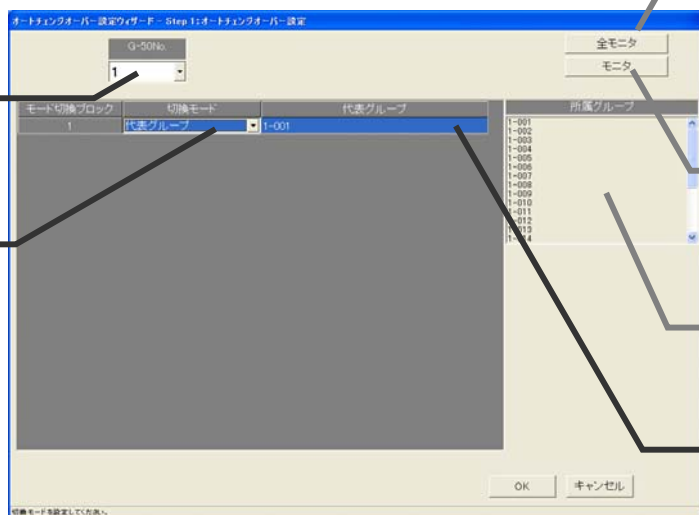 オートチェンジオーバー設定ウィザード - Step 1:オートチェンジオーバー設定
G-50No.
1
全モニタ
モニタ
モード切換ブロック 切換モード 代表グループ
1 代表グループ 1-001
所属グループ
1-001
1-002
1-003
1-004
1-005
1-006
1-007
1-008
1-009
1-010
1-011
1-012
1-013
1-014
OK キャンセル
切換モードを設定してください。